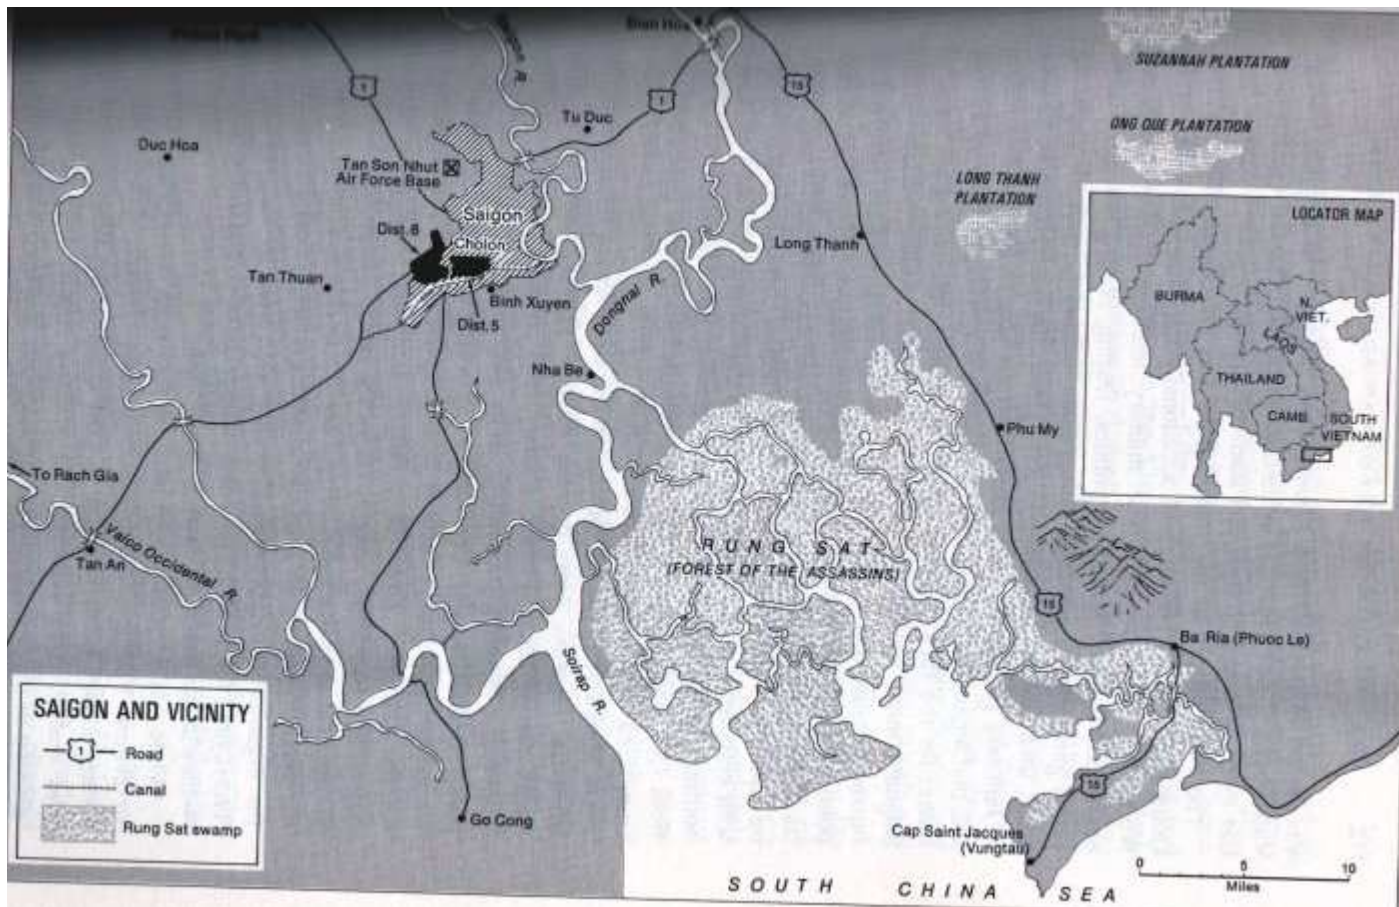 Bien Hoa
R.
SUZANNAH PLANTATION
1
1
15
Tu Duc
ONG QUE PLANTATION
Duc Hoa
Tan Son Nhut
Air Force Base
LONG THANH
PLANTATION
LOCATOR MAP
Saigon
Dist. 6
Cholon
Long Thanh
Tan Thuan
Binh Xuyen
Dist. 5
Dongnai R.
BURMA
N.
VIET.
LAOS
THAILAND
CAMB.
SOUTH
VIETNAM
Nha Be
Phu My
To Rach Gia
Vaico Occidental R.
Tan An
RUNG SAT
(FOREST OF THE ASSASSINS)
15
Ba Ria (Phuoc Le)
Soirap R.
SAIGON AND VICINITY
1
Road
Canal
Rung Sat swamp
Go Cong
15
Cap Saint Jacques
(Vungtau)
0 5 10
Miles
SOUTH CHINA SEA